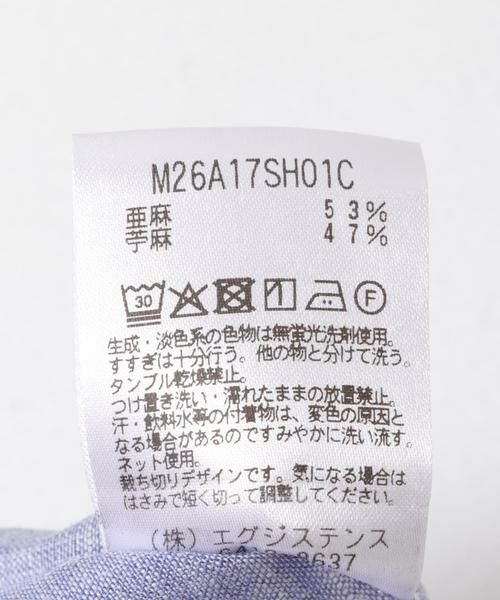 M26A17SH01C
亜麻 53%
苧麻 47%
30 F
生成・淡色系の色物は無蛍光洗剤使用。
すすぎは十分行う。他の物と分けて洗う。
タンブル乾燥禁止。
つけ置き洗い・濡れたままの放置禁止。
汗・飲料水等の付着物は、変色の原因と
なる場合があるのですみやかに洗い流す。
ネット使用。
裁ち切りデザインです。気になる場合は
はさみで短く切って調整してください。
(株)エグジステンス